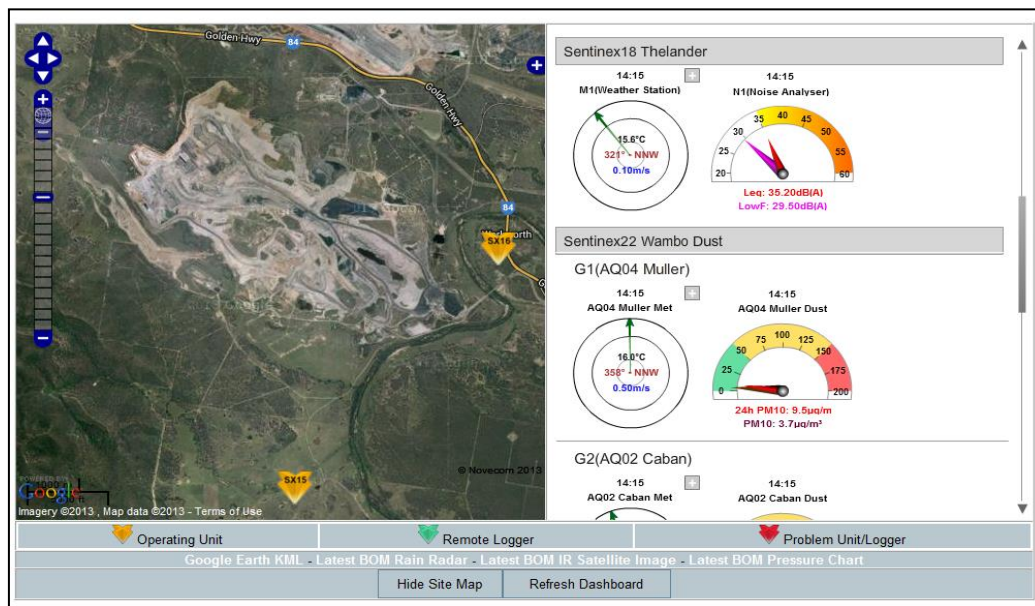 Golden Hwy
84
Golden Hwy
84
SX16
SX15
© Novecom 2013
POWERED BY
Google
Imagery ©2013 , Map data ©2013 - Terms of Use
Sentinex18 Thelander
14:15
M1(Weather Station)
15.6°C
321° - NNW
0.10m/s
14:15
N1(Noise Analyser)
20 25 30 35 40 45 50 55 60
Leq: 35.20dB(A)
LowF: 29.50dB(A)
Sentinex22 Wambo Dust
G1(AQ04 Muller)
14:15
AQ04 Muller Met
16.0°C
358° - NNW
0.50m/s
14:15
AQ04 Muller Dust
0 25 50 75 100 125 150 175 200
24h PM10: 9.5µg/m
PM10: 3.7µg/m³
G2(AQ02 Caban)
14:15
AQ02 Caban Met
14:15
AQ02 Caban Dust
Operating Unit
Remote Logger
Problem Unit/Logger
Google Earth KML - Latest BOM Rain Radar - Latest BOM IR Satellite Image - Latest BOM Pressure Chart
Hide Site Map
Refresh Dashboard